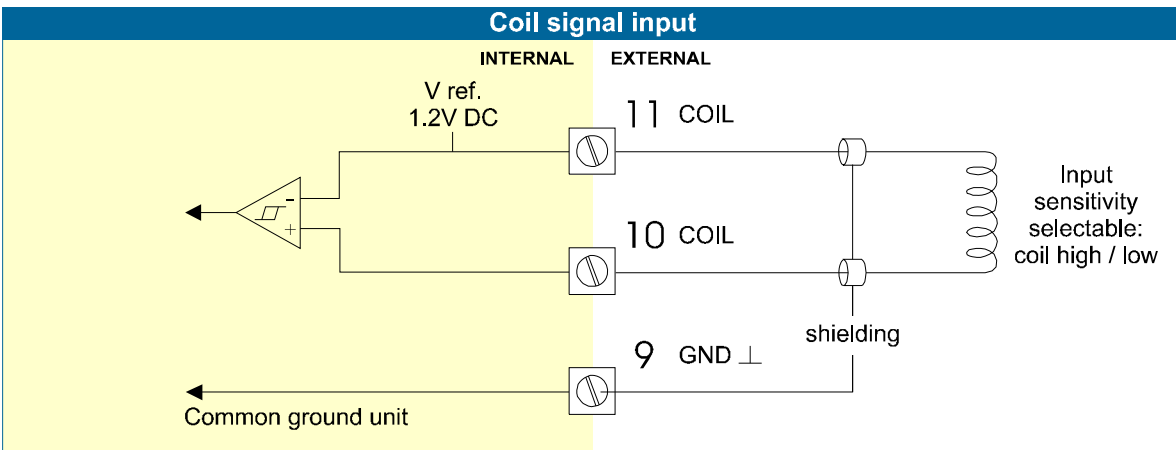 Coil signal input
INTERNAL
EXTERNAL
V ref.
1.2V DC
11 COIL
-
+
10 COIL
Input
sensitivity
selectable:
coil high / low
shielding
9 GND ⊥
Common ground unit